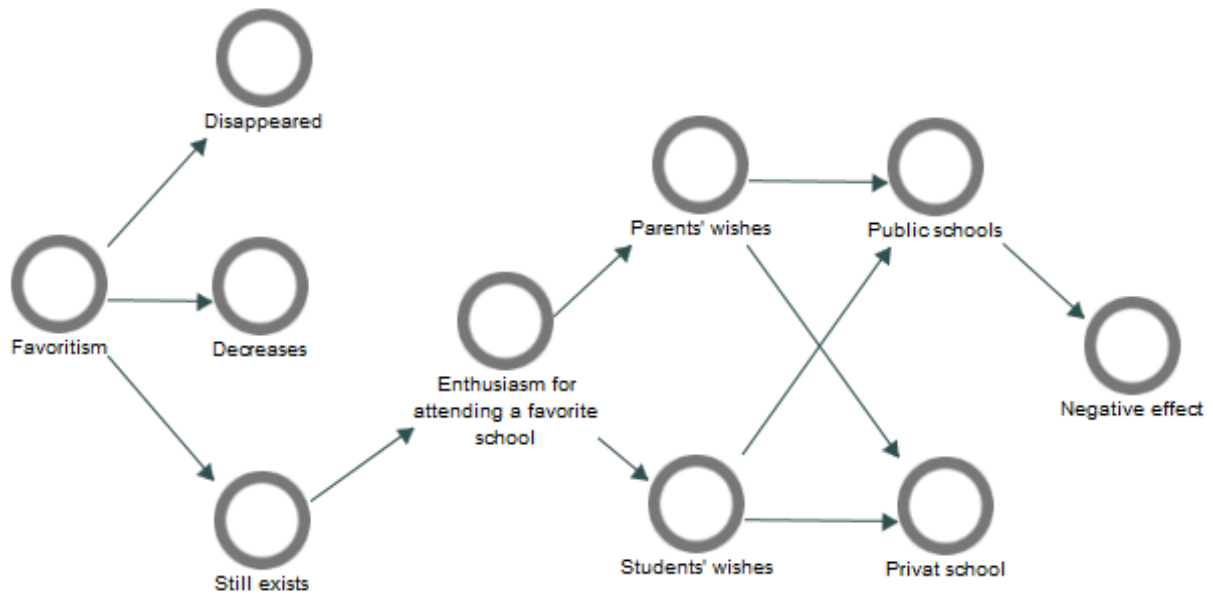 Disappeared
Favoritism
Decreases
Still exists
Enthusiasm for
attending a favorite
school
Parents' wishes
Students' wishes
Public schools
Privat school
Negative effect